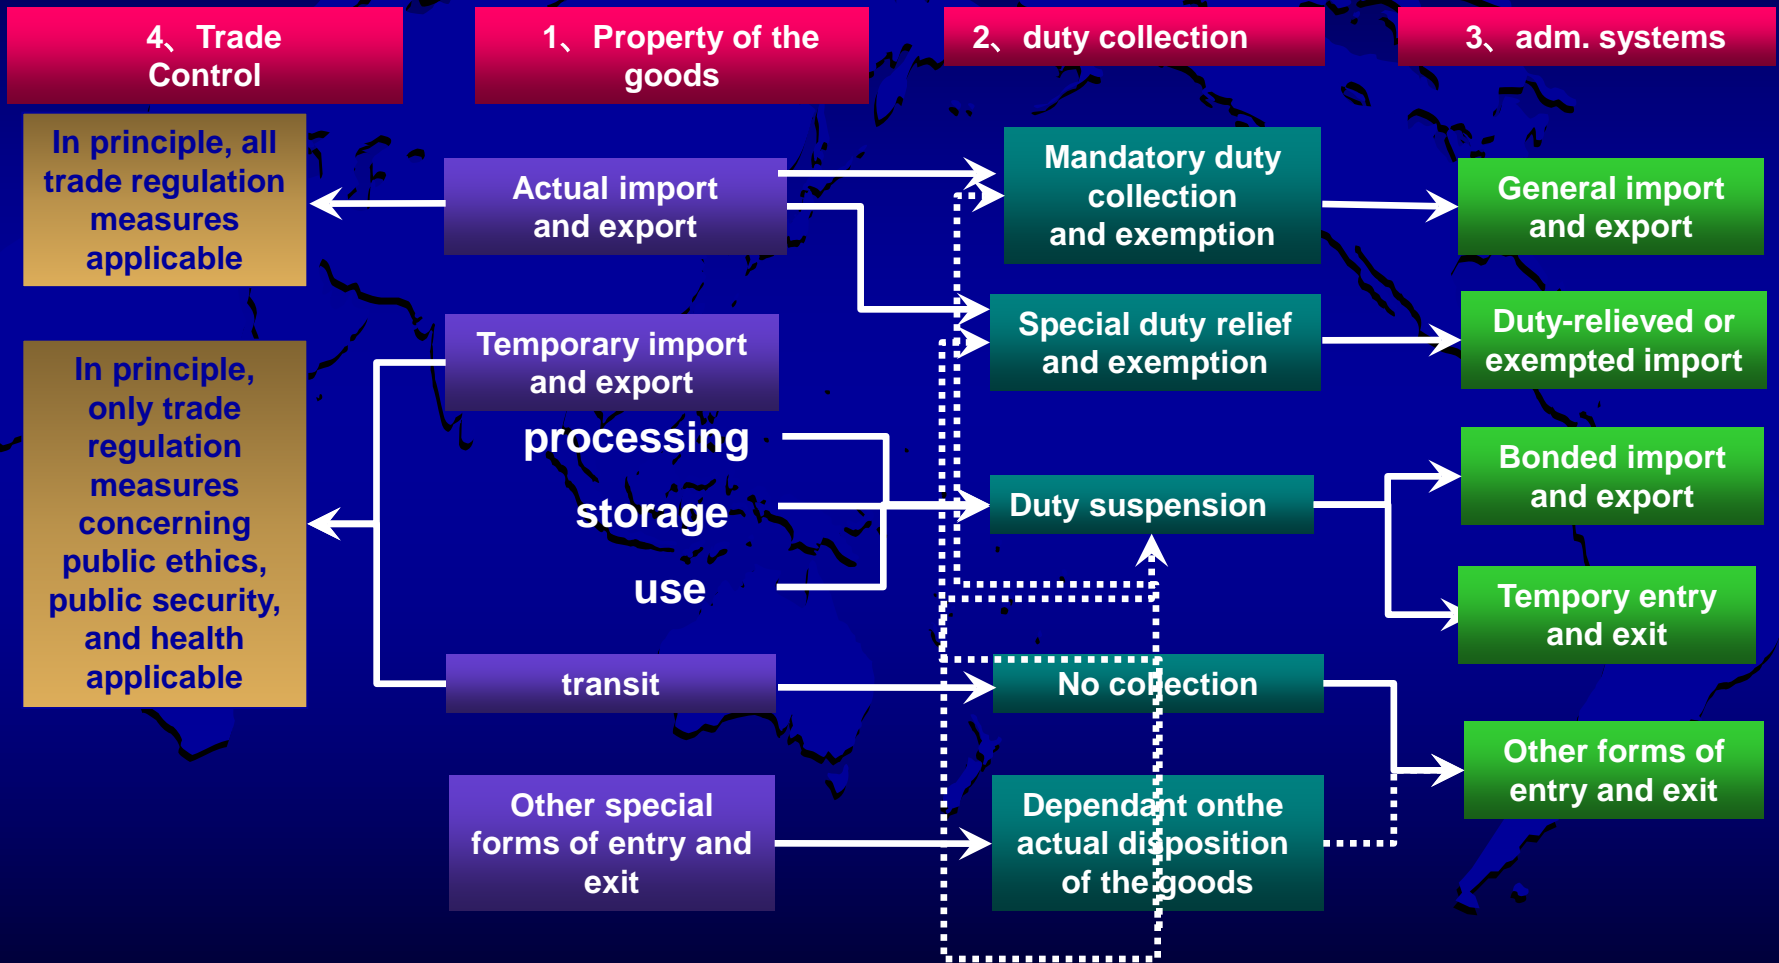 4、Trade
Control
1、Property of the
goods
2、duty collection
3、adm. systems
In principle, all
trade regulation
measures
applicable
In principle,
only trade
regulation
measures
concerning
public ethics,
public security,
and health
applicable
Actual import
and export
Temporary import
and export
processing
storage
use
transit
Other special
forms of entry and
exit
Mandatory duty
collection
and exemption
Special duty relief
and exemption
Duty suspension
No collection
Dependant onthe
actual disposition
of the goods
General import
and export
Duty-relieved or
exempted import
Bonded import
and export
Tempory entry
and exit
Other forms of
entry and exit